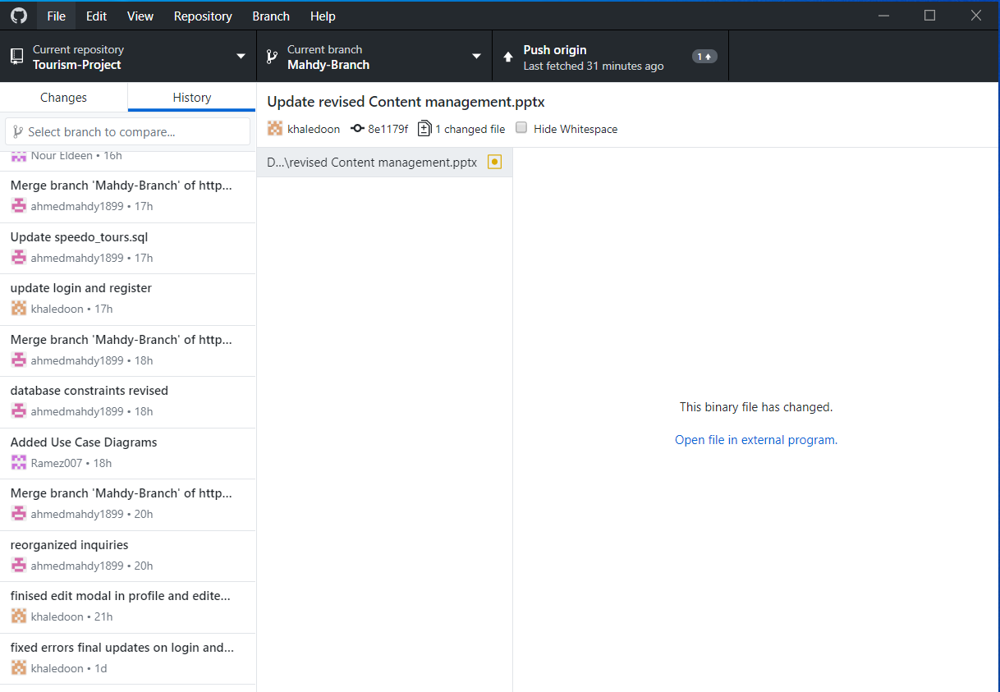 File Edit View Repository Branch Help
Current repository
Tourism-Project
Current branch
Mahdy-Branch
Push origin
Last fetched 31 minutes ago
1
Changes
History
Select branch to compare...
Nour Eldeen • 16h
Merge branch 'Mahdy-Branch' of http...
ahmedmahdy1899 • 17h
Update speedo_tours.sql
ahmedmahdy1899 • 17h
update login and register
khaledoon • 17h
Merge branch 'Mahdy-Branch' of http...
ahmedmahdy1899 • 18h
database constraints revised
ahmedmahdy1899 • 18h
Added Use Case Diagrams
Ramez007 • 18h
Merge branch 'Mahdy-Branch' of http...
ahmedmahdy1899 • 20h
reorganized inquiries
ahmedmahdy1899 • 20h
finised edit modal in profile and edite...
khaledoon • 21h
fixed errors final updates on login and...
khaledoon • 1d
Update revised Content management.pptx
khaledoon 8e1179f 1 changed file Hide Whitespace
D...\revised Content management.pptx
This binary file has changed.
Open file in external program.